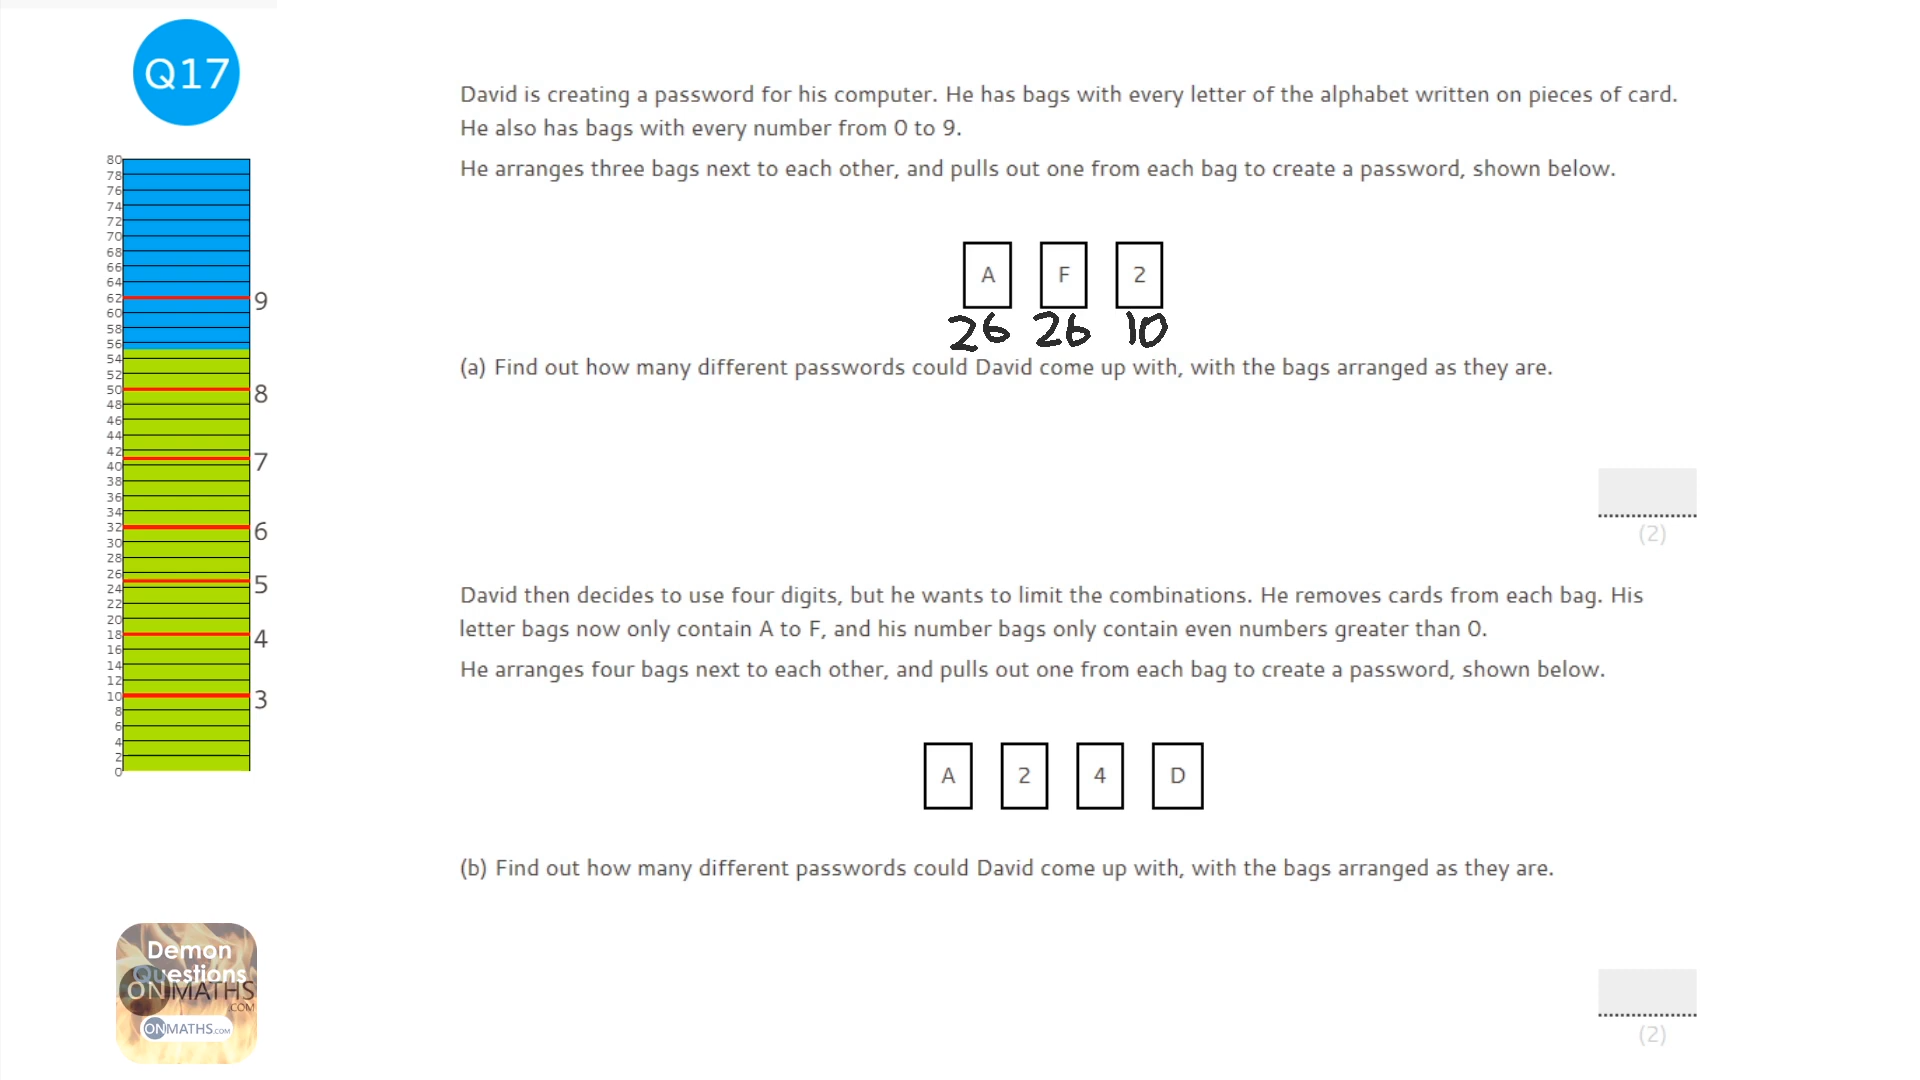 Q17
David is creating a password for his computer. He has bags with every letter of the alphabet written on pieces of card.
He also has bags with every number from 0 to 9.
He arranges three bags next to each other, and pulls out one from each bag to create a password, shown below.
A F 2
26 26 10
(a) Find out how many different passwords could David come up with, with the bags arranged as they are.
(2)
David then decides to use four digits, but he wants to limit the combinations. He removes cards from each bag. His
letter bags now only contain A to F, and his number bags only contain even numbers greater than 0.
He arranges four bags next to each other, and pulls out one from each bag to create a password, shown below.
A 2 4 D
(b) Find out how many different passwords could David come up with, with the bags arranged as they are.
(2)
80
78
76
74
72
70
68
66
64
62
9
60
58
56
54
52
50
8
48
46
44
42
7
40
38
36
34
32
6
30
28
26
5
24
22
20
18
4
16
14
12
10
3
8
6
4
2
0
Demon
Questions
ONMATHS
.COM
ONMATHS.COM